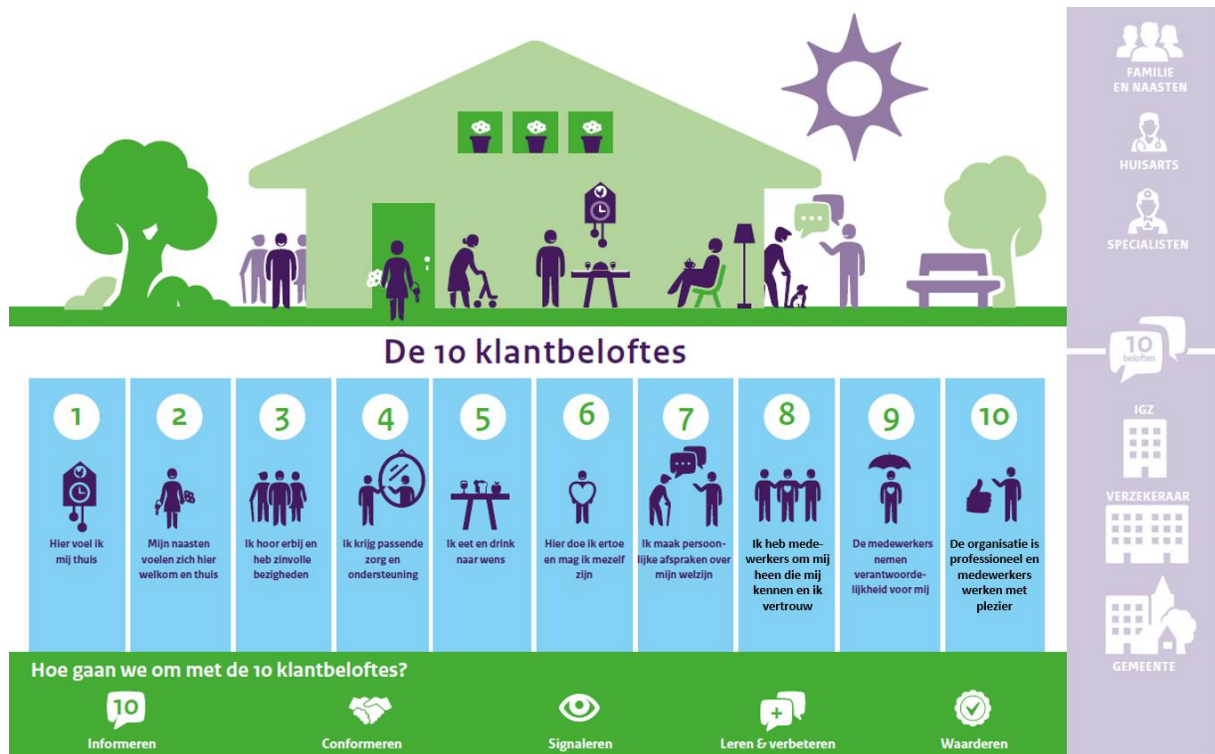 De 10 klantbeloftes
1
Hier voel ik
mij thuis
2
Mijn naasten
voelen zich hier
welkom en thuis
3
Ik hoor erbij en
heb zinvolle
bezigheden
4
Ik krijg passende
zorg en
ondersteuning
5
Ik eet en drink
naar wens
6
Hier doe ik ertoe
en mag ik mezelf
zijn
7
Ik maak persoon-
lijke afspraken over
mijn welzijn
8
Ik heb mede-
werkers om mij
heen die mij
kennen en ik
vertrouw
9
De medewerkers
nemen
verantwoorde-
lijkheid voor mij
10
De organisatie is
professioneel en
medewerkers
werken met
plezier
Hoe gaan we om met de 10 klantbeloftes?
10
Informeren
Conformeren
Signaleren
Leren & verbeteren
Waarderen
FAMILIE
EN NAASTEN
HUISARTS
SPECIALISTEN
10
beloften
IGZ
VERZEKERAAR
GEMEENTE